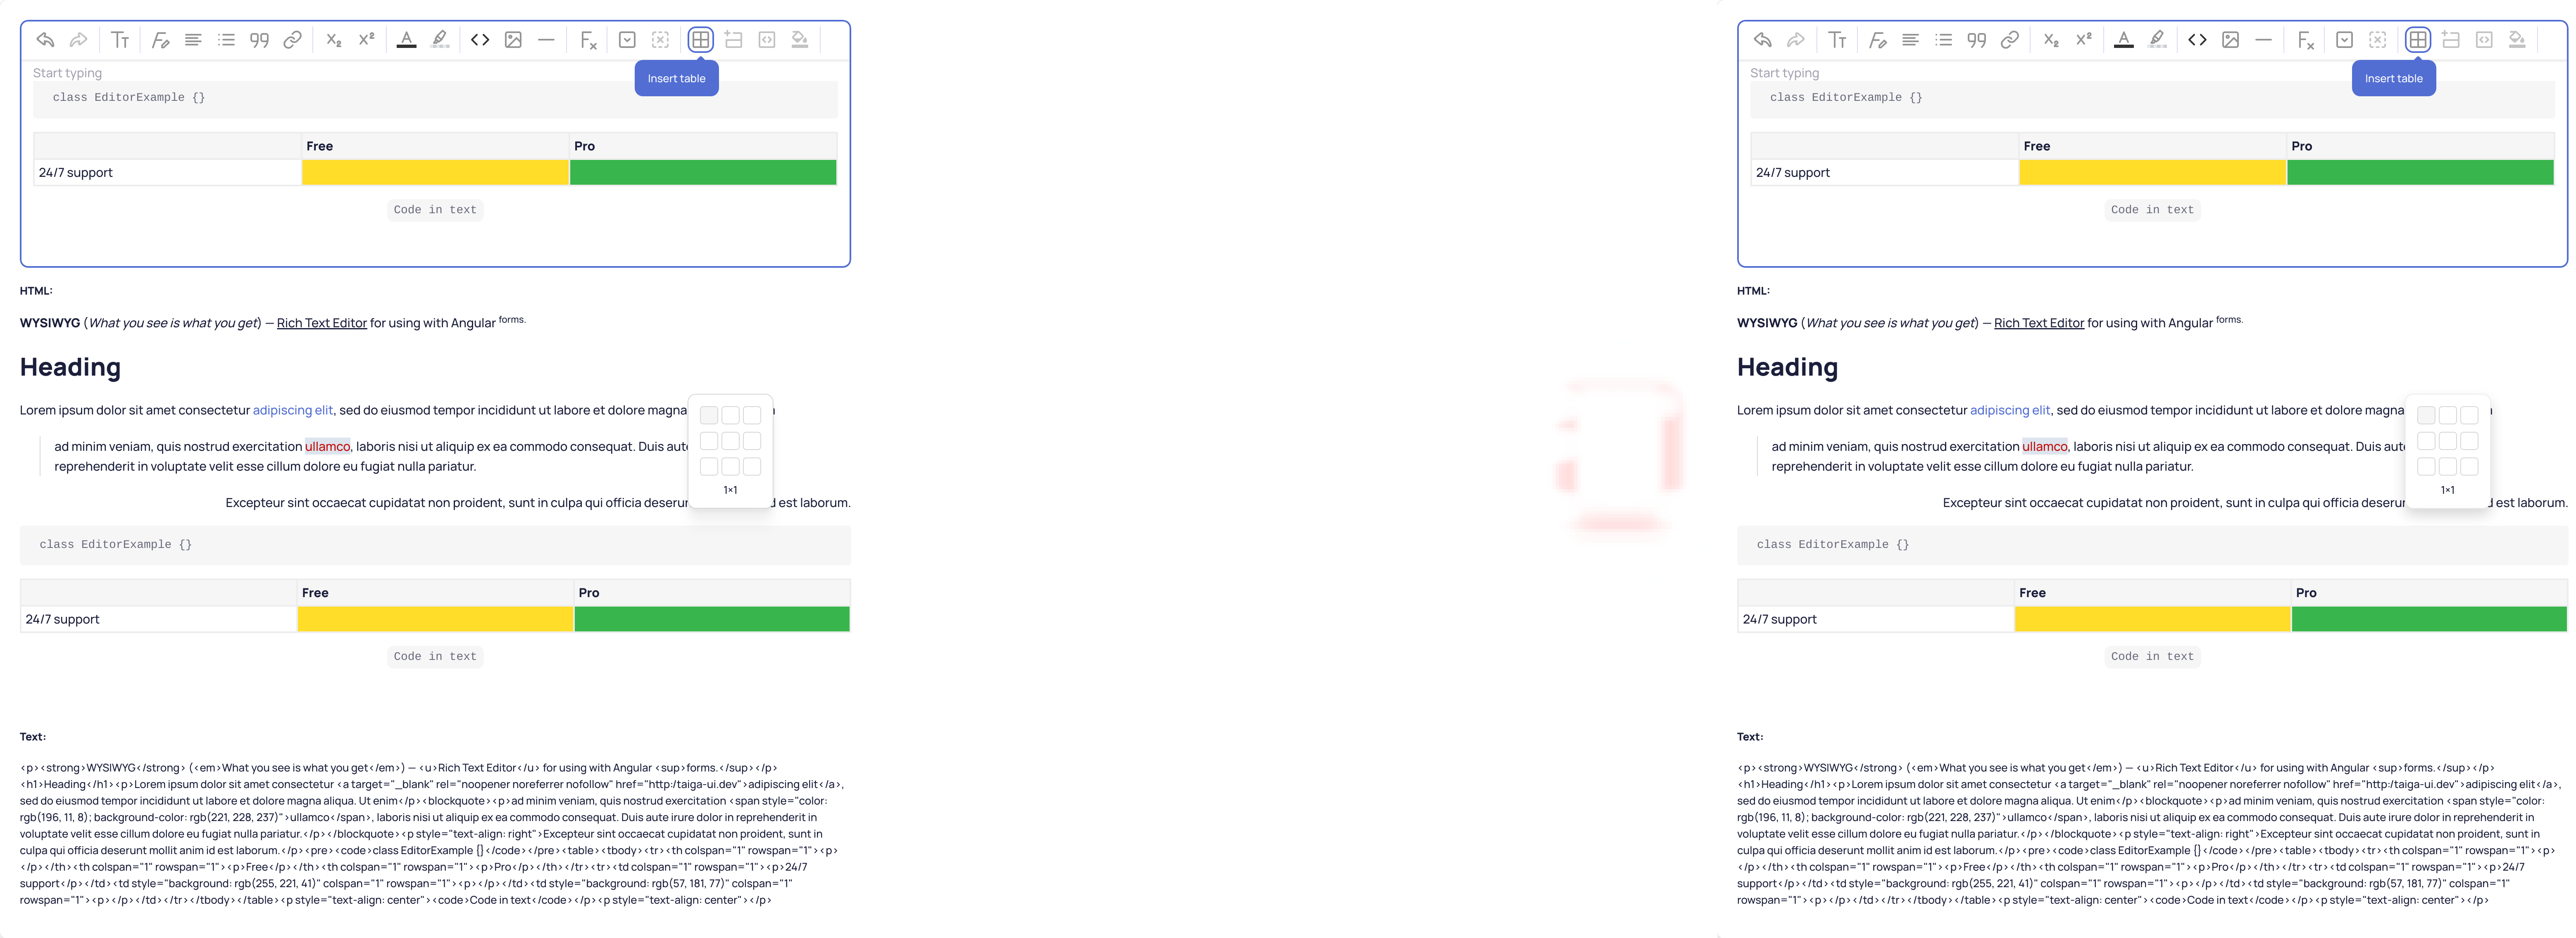 Insert table
Start typing
class EditorExample {}
Free Pro
24/7 support
Code in text
HTML:
WYSIWYG (What you see is what you get) — Rich Text Editor for using with Angular forms.
Heading
Lorem ipsum dolor sit amet consectetur adipiscing elit, sed do eiusmod tempor incididunt ut labore et dolore magna
1×1
ad minim veniam, quis nostrud exercitation ullamco, laboris nisi ut aliquip ex ea commodo consequat. Duis aute
reprehenderit in voluptate velit esse cillum dolore eu fugiat nulla pariatur.
Excepteur sint occaecat cupidatat non proident, sunt in culpa qui officia est laborum.
class EditorExample {}
Free Pro
24/7 support
Code in text
Text:
<p><strong>WYSIWYG</strong> (<em>What you see is what you get</em>) — <u>Rich Text Editor</u> for using with Angular <sup>forms.</sup></p>
<h1>Heading</h1><p>Lorem ipsum dolor sit amet consectetur <a target="_blank" rel="noopener noreferrer nofollow" href="http:/taiga-ui.dev">adipiscing elit</a>,
sed do eiusmod tempor incididunt ut labore et dolore magna aliqua. Ut enim</p><blockquote><p>ad minim veniam, quis nostrud exercitation <span style="color:
rgb(196, 11, 8); background-color: rgb(221, 228, 237)">ullamco</span>, laboris nisi ut aliquip ex ea commodo consequat. Duis aute irure dolor in reprehenderit in
voluptate velit esse cillum dolore eu fugiat nulla pariatur.</p></blockquote><p style="text-align: right">Excepteur sint occaecat cupidatat non proident, sunt in
culpa qui officia deserunt mollit anim id est laborum.</p><pre><code>class EditorExample {}</code></pre><table><tbody><tr><th colspan="1" rowspan="1"><p>
</p></th><th colspan="1" rowspan="1"><p>Free</p></th><th colspan="1" rowspan="1"><p>Pro</p></th></tr><tr><td colspan="1" rowspan="1"><p>24/7
support</p></td><td style="background: rgb(255, 221, 41)" colspan="1" rowspan="1"><p></p></td><td style="background: rgb(57, 181, 77)" colspan="1"
rowspan="1"><p></p></td></tr></tbody></table><p style="text-align: center"><code>Code in text</code></p><p style="text-align: center"></p>
Insert table
Start typing
class EditorExample {}
Free Pro
24/7 support
Code in text
HTML:
WYSIWYG (What you see is what you get) — Rich Text Editor for using with Angular forms.
Heading
Lorem ipsum dolor sit amet consectetur adipiscing elit, sed do eiusmod tempor incididunt ut labore et dolore magna
1×1
ad minim veniam, quis nostrud exercitation ullamco, laboris nisi ut aliquip ex ea commodo consequat. Duis aute
reprehenderit in voluptate velit esse cillum dolore eu fugiat nulla pariatur.
Excepteur sint occaecat cupidatat non proident, sunt in culpa qui officia est laborum.
class EditorExample {}
Free Pro
24/7 support
Code in text
Text:
<p><strong>WYSIWYG</strong> (<em>What you see is what you get</em>) — <u>Rich Text Editor</u> for using with Angular <sup>forms.</sup></p>
<h1>Heading</h1><p>Lorem ipsum dolor sit amet consectetur <a target="_blank" rel="noopener noreferrer nofollow" href="http:/taiga-ui.dev">adipiscing elit</a>,
sed do eiusmod tempor incididunt ut labore et dolore magna aliqua. Ut enim</p><blockquote><p>ad minim veniam, quis nostrud exercitation <span style="color:
rgb(196, 11, 8); background-color: rgb(221, 228, 237)">ullamco</span>, laboris nisi ut aliquip ex ea commodo consequat. Duis aute irure dolor in reprehenderit in
voluptate velit esse cillum dolore eu fugiat nulla pariatur.</p></blockquote><p style="text-align: right">Excepteur sint occaecat cupidatat non proident, sunt in
culpa qui officia deserunt mollit anim id est laborum.</p><pre><code>class EditorExample {}</code></pre><table><tbody><tr><th colspan="1" rowspan="1"><p>
</p></th><th colspan="1" rowspan="1"><p>Free</p></th><th colspan="1" rowspan="1"><p>Pro</p></th></tr><tr><td colspan="1" rowspan="1"><p>24/7
support</p></td><td style="background: rgb(255, 221, 41)" colspan="1" rowspan="1"><p></p></td><td style="background: rgb(57, 181, 77)" colspan="1"
rowspan="1"><p></p></td></tr></tbody></table><p style="text-align: center"><code>Code in text</code></p><p style="text-align: center"></p>